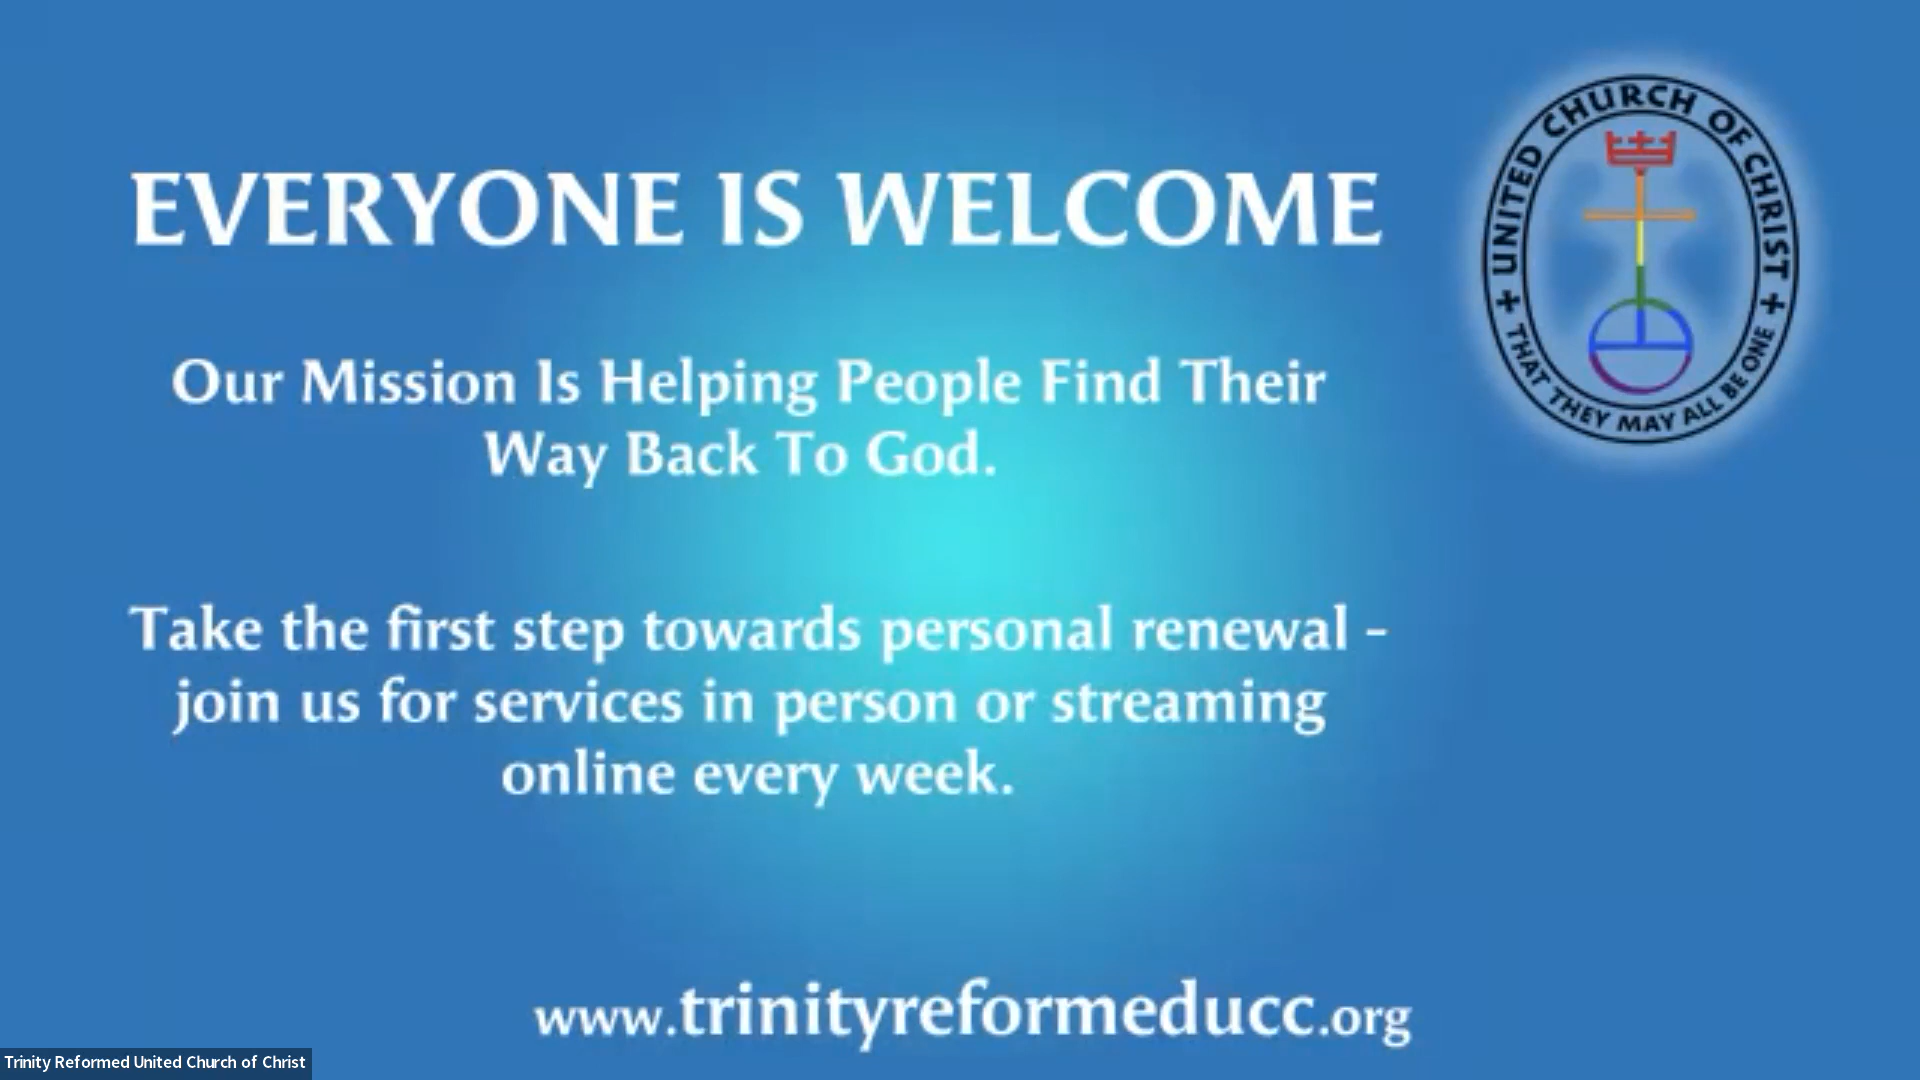 EVERYONE IS WELCOME
Our Mission Is Helping People Find Their
Way Back To God.
Take the first step towards personal renewal -
join us for services in person or streaming
online every week.
www.trinityreformeducc.org
UNITED CHURCH OF CHRIST
THAT THEY MAY ALL BE ONE
Trinity Reformed United Church of Christ